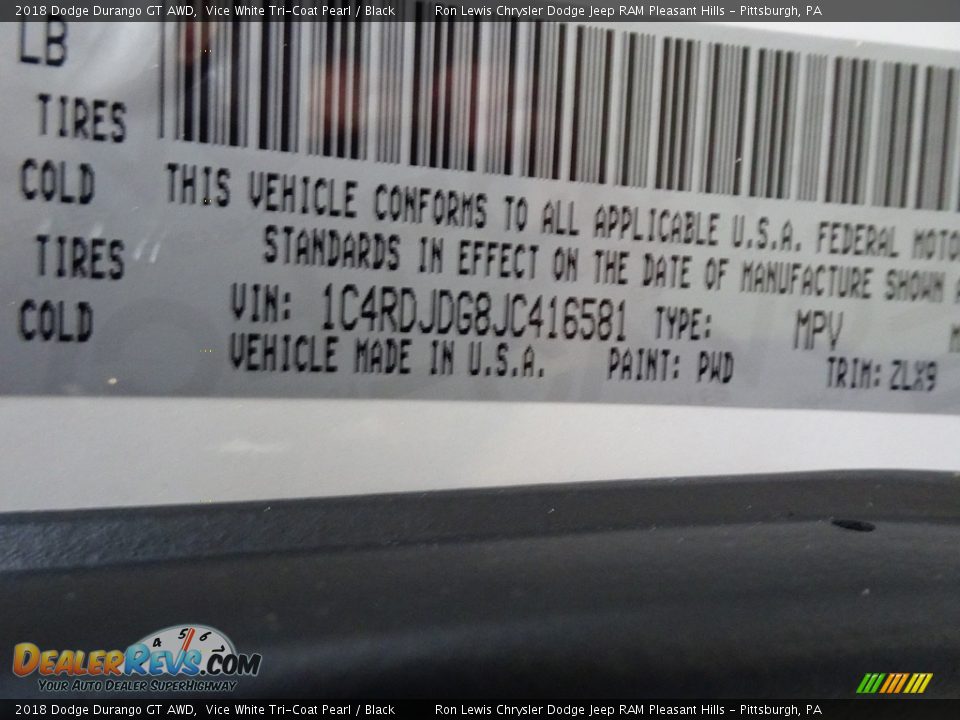 2018 Dodge Durango GT AWD, Vice White Tri-Coat Pearl / Black Ron Lewis Chrysler Dodge Jeep RAM Pleasant Hills - Pittsburgh, PA
LB
TIRES
COLD
THIS VEHICLE CONFORMS TO ALL APPLICABLE U.S.A. FEDERAL MOTO
STANDARDS IN EFFECT ON THE DATE OF MANUFACTURE SHOWN A
TIRES
VIN: 1C4RDJDG8JC416581 TYPE: MPV M
COLD
VEHICLE MADE IN U.S.A. PAINT: PWD TRIM: ZLX9
4 5 6
DEALERREVS.COM
YOUR AUTO DEALER SUPERHIGHWAY
2018 Dodge Durango GT AWD, Vice White Tri-Coat Pearl / Black Ron Lewis Chrysler Dodge Jeep RAM Pleasant Hills - Pittsburgh, PA